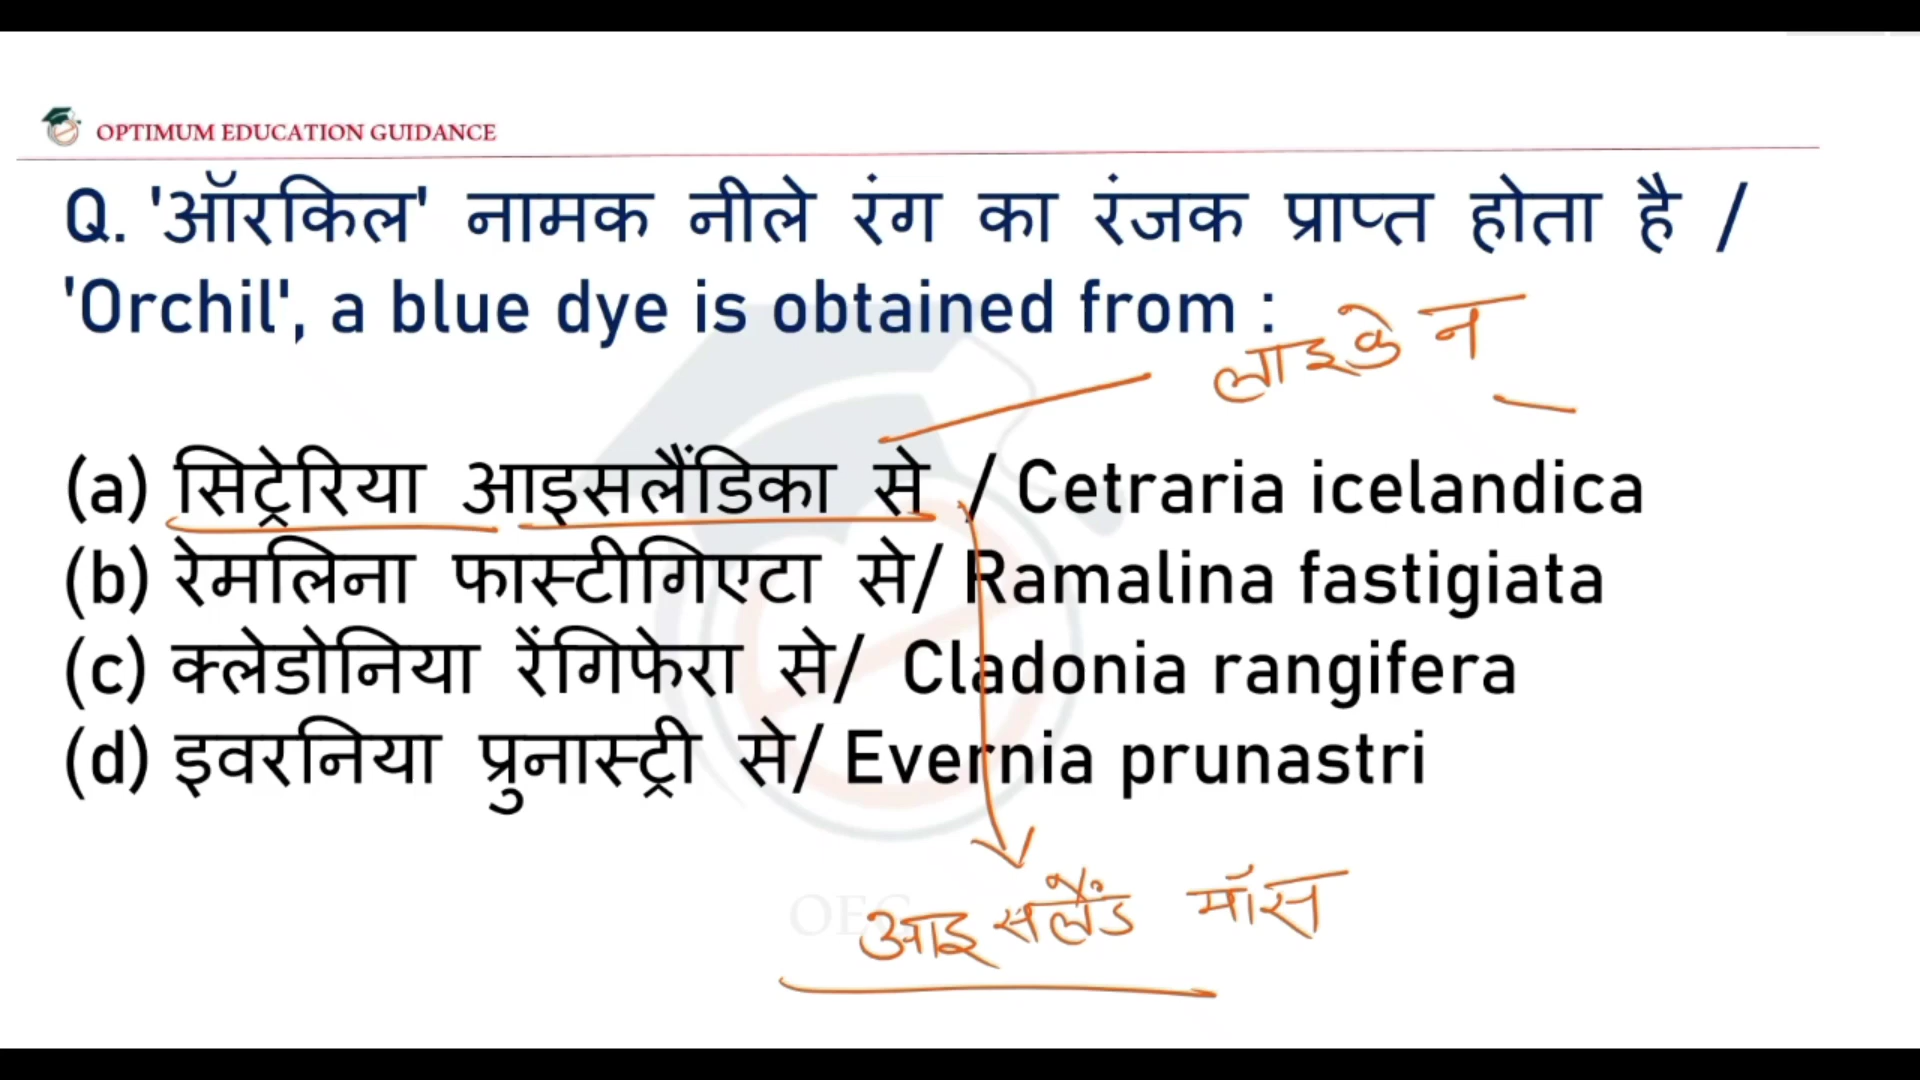 OPTIMUM EDUCATION GUIDANCE
Q. 'ऑरकिल' नामक नीले रंग का रंजक प्राप्त होता है /
'Orchil', a blue dye is obtained from :
लाइकेन
(a) सिट्रेरिया आइसलैंडिका से / Cetraria icelandica
(b) रेमलिना फास्टीगिएटा से/ Ramalina fastigiata
(c) क्लेडोनिया रेंगिफेरा से/ Cladonia rangifera
(d) इवरनिया प्रुनास्ट्री से/ Evernia prunastri
OEG
आइसलैंड मॉस